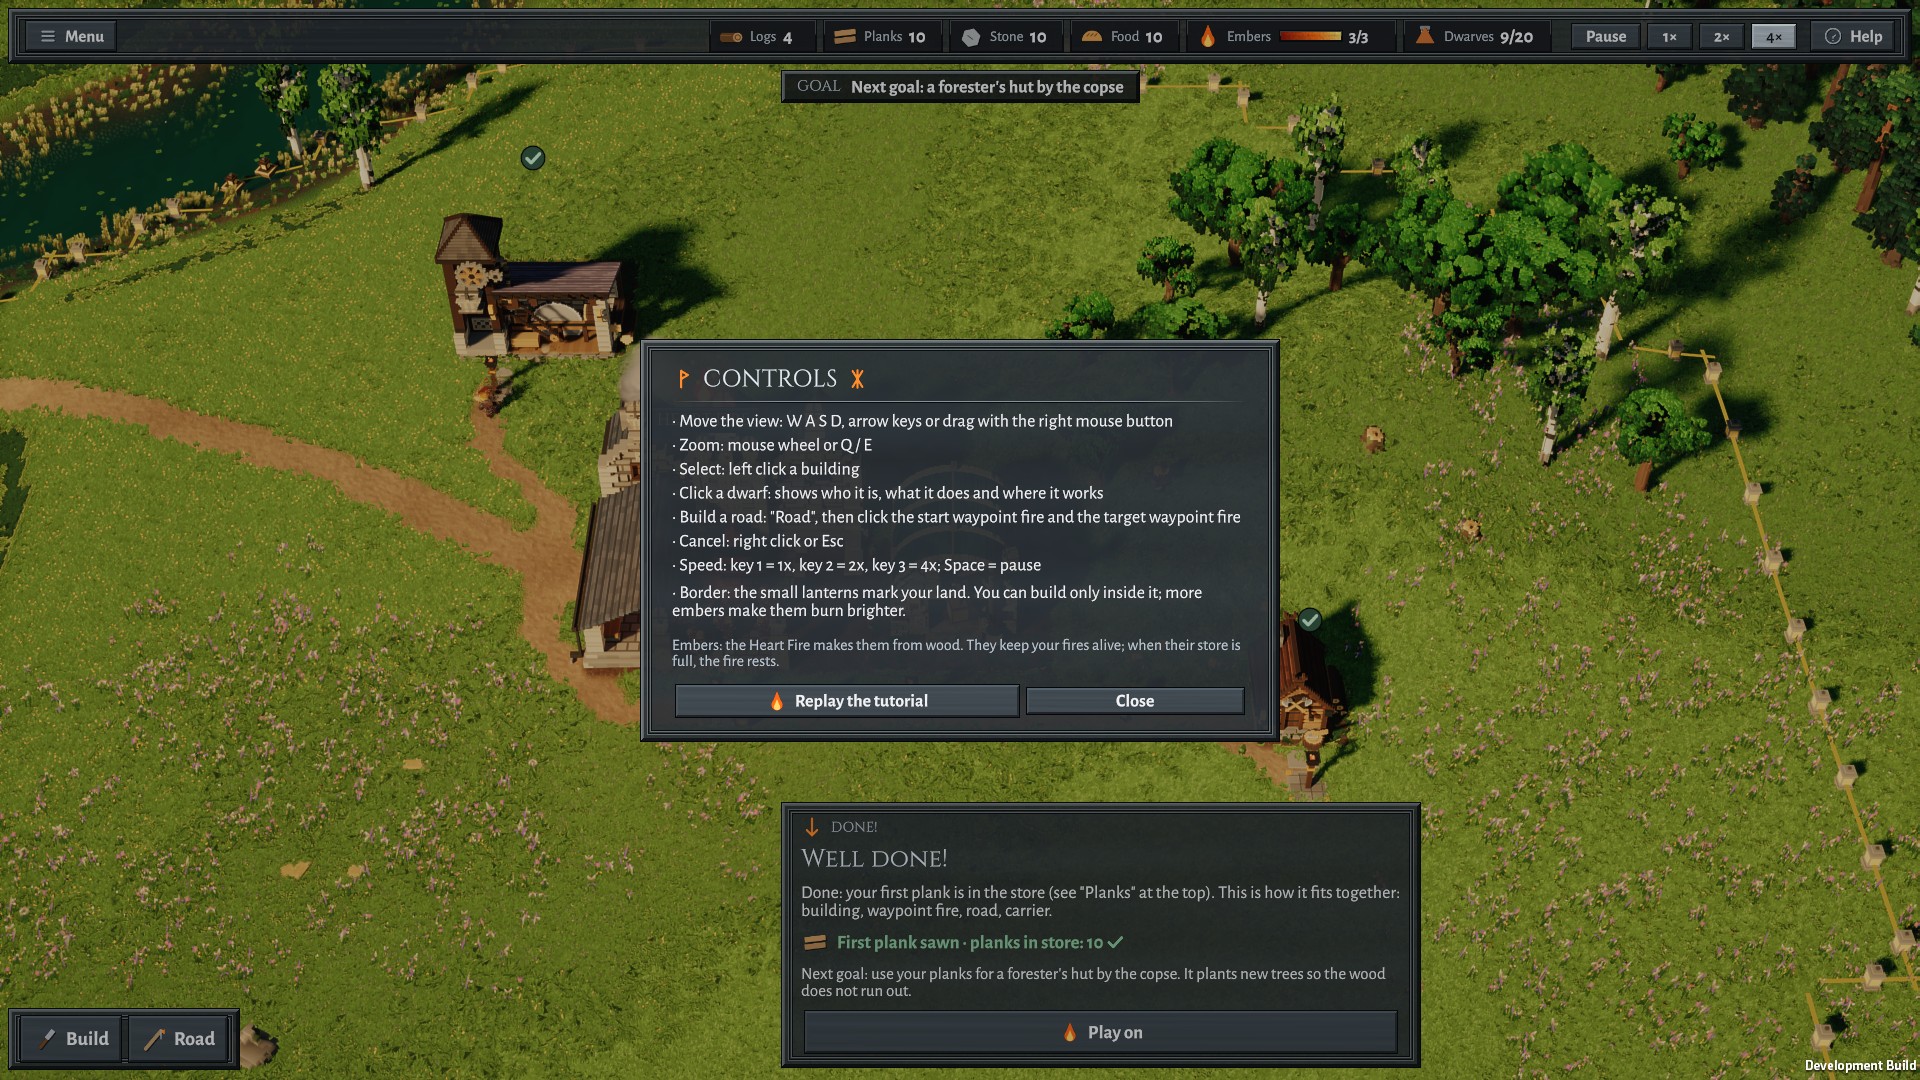 Menu
Logs 4
Planks 10
Stone 10
Food 10
Embers 3/3
Dwarves 9/20
Pause
1×
2×
4×
Help
GOAL Next goal: a forester's hut by the copse
CONTROLS
· Move the view: W A S D, arrow keys or drag with the right mouse button
· Zoom: mouse wheel or Q / E
· Select: left click a building
· Click a dwarf: shows who it is, what it does and where it works
· Build a road: "Road", then click the start waypoint fire and the target waypoint fire
· Cancel: right click or Esc
· Speed: key 1 = 1x, key 2 = 2x, key 3 = 4x; Space = pause
· Border: the small lanterns mark your land. You can build only inside it; more
embers make them burn brighter.
Embers: the Heart Fire makes them from wood. They keep your fires alive; when their store is
full, the fire rests.
Replay the tutorial
Close
DONE!
WELL DONE!
Done: your first plank is in the store (see "Planks" at the top). This is how it fits together:
building, waypoint fire, road, carrier.
First plank sawn · planks in store: 10 ✓
Next goal: use your planks for a forester's hut by the copse. It plants new trees so the wood
does not run out.
Play on
Build
Road
Development Build